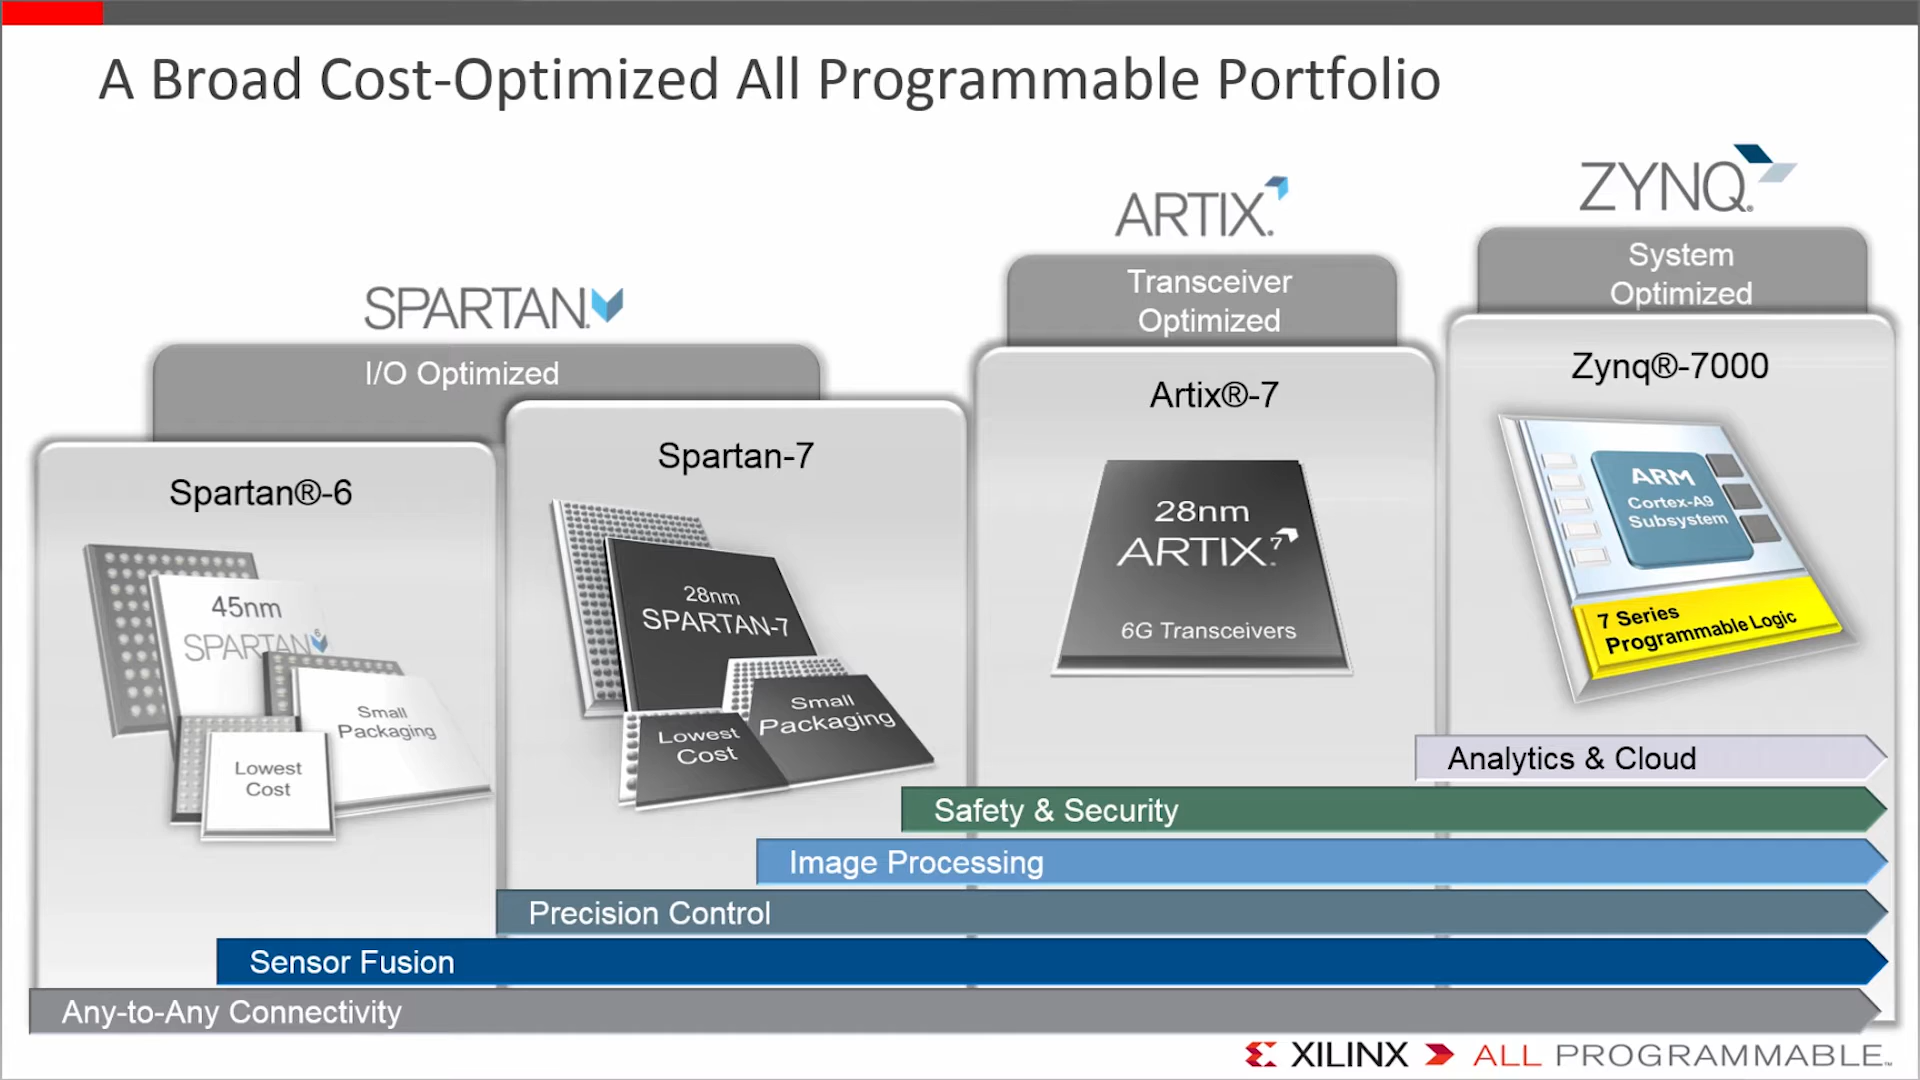 A Broad Cost-Optimized All Programmable Portfolio
SPARTAN®
I/O Optimized
Spartan®-6
45nm
SPARTAN6
Small
Packaging
Lowest
Cost
Spartan-7
28nm
SPARTAN-7
Small
Packaging
Lowest
Cost
ARTIX®
Transceiver
Optimized
Artix®-7
28nm
ARTIX®7
6G Transceivers
ZYNQ®
System
Optimized
Zynq®-7000
ARM
Cortex-A9
Subsystem
7 Series
Programmable Logic
Analytics & Cloud
Safety & Security
Image Processing
Precision Control
Sensor Fusion
Any-to-Any Connectivity
XILINX ALL PROGRAMMABLE™